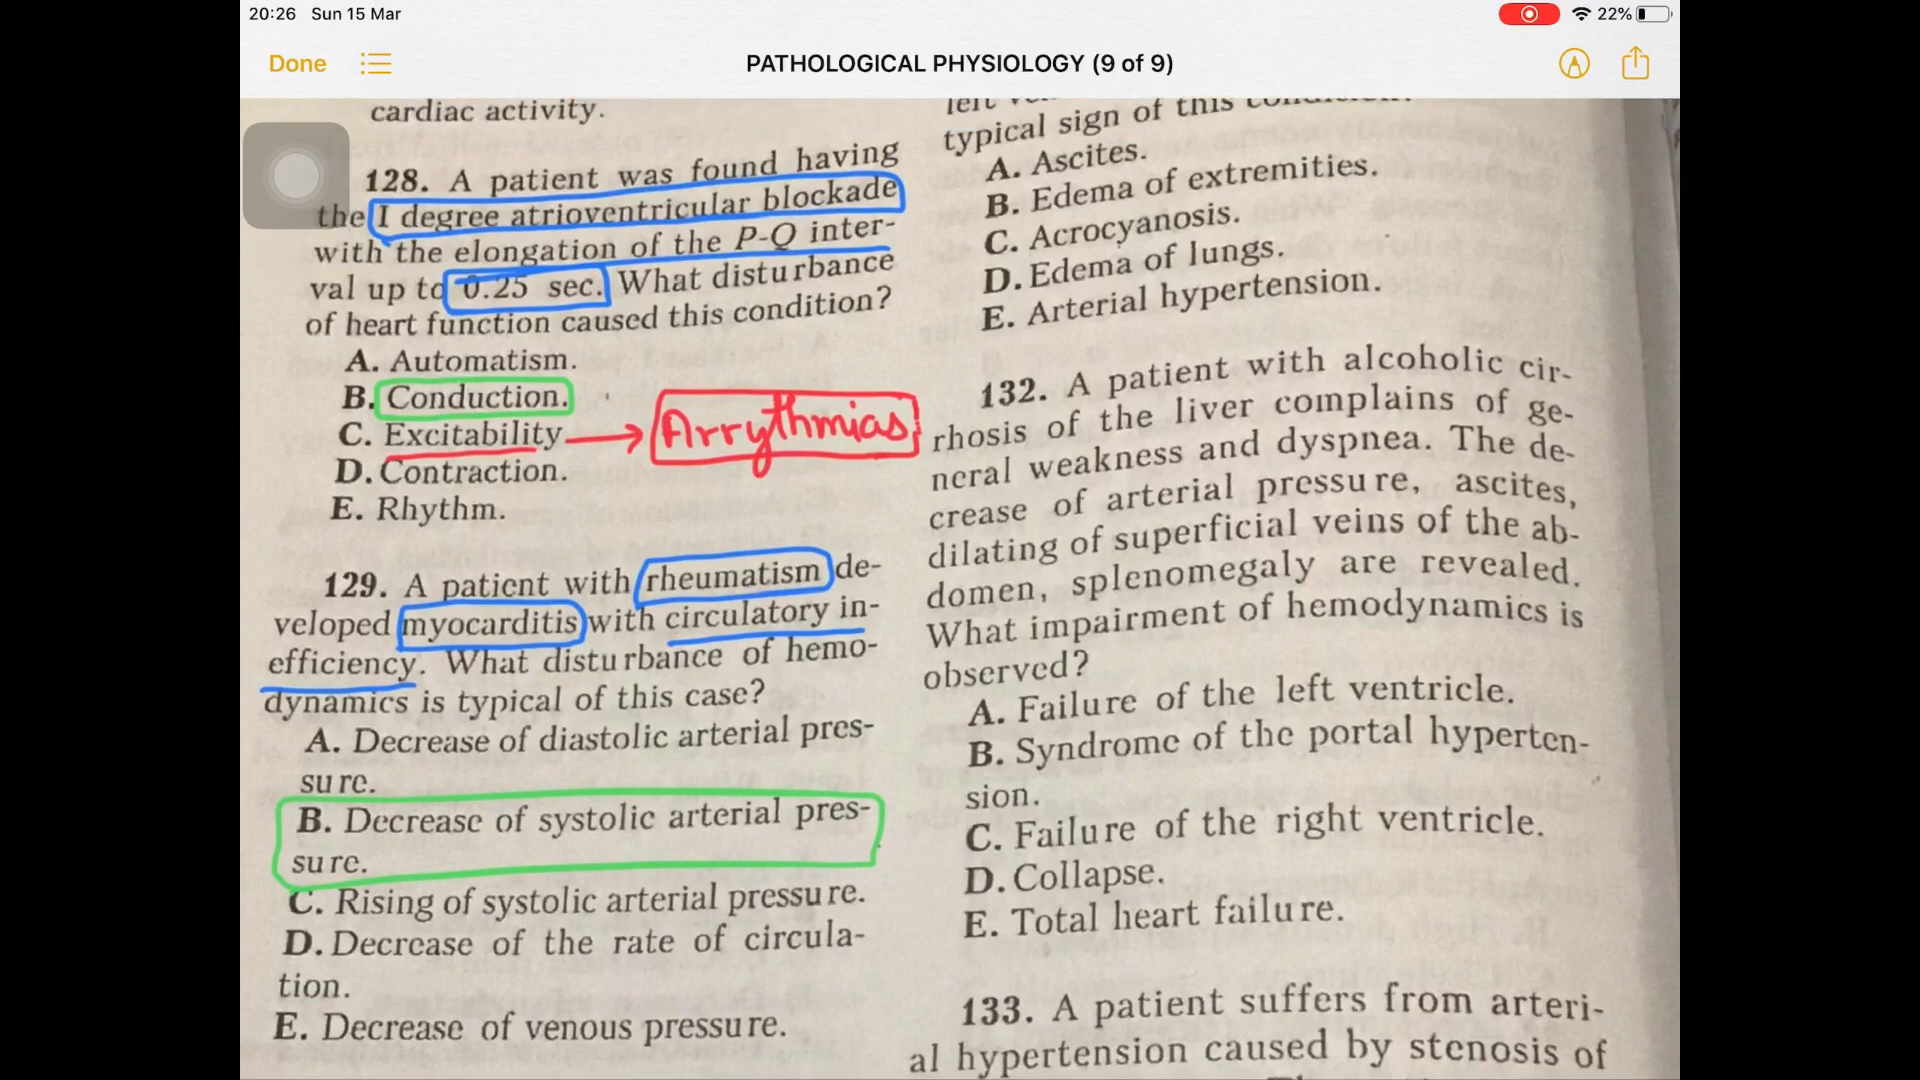 20:26 Sun 15 Mar
22%
Done
PATHOLOGICAL PHYSIOLOGY (9 of 9)
cardiac activity.
128. A patient was found having
the I degree atrioventricular blockade
with the elongation of the P-Q inter-
val up to 0.25 sec. What disturbance
of heart function caused this condition?
A. Automatism.
B. Conduction.
C. Excitability
Arrythmias
D. Contraction.
E. Rhythm.
129. A patient with rheumatism de-
veloped myocarditis with circulatory in-
efficiency. What disturbance of hemo-
dynamics is typical of this case?
A. Decrease of diastolic arterial pres-
sure.
B. Decrease of systolic arterial pres-
sure.
C. Rising of systolic arterial pressure.
D. Decrease of the rate of circula-
tion.
E. Decrease of venous pressure.
left
typical sign of this
A. Ascites.
B. Edema of extremities.
C. Acrocyanosis.
D. Edema of lungs.
E. Arterial hypertension.
132. A patient with alcoholic cir-
rhosis of the liver complains of ge-
neral weakness and dyspnea. The de-
crease of arterial pressure, ascites,
dilating of superficial veins of the ab-
domen, splenomegaly are revealed.
What impairment of hemodynamics is
observed?
A. Failure of the left ventricle.
B. Syndrome of the portal hyperten-
sion.
C. Failure of the right ventricle.
D. Collapse.
E. Total heart failure.
133. A patient suffers from arteri-
al hypertension caused by stenosis of